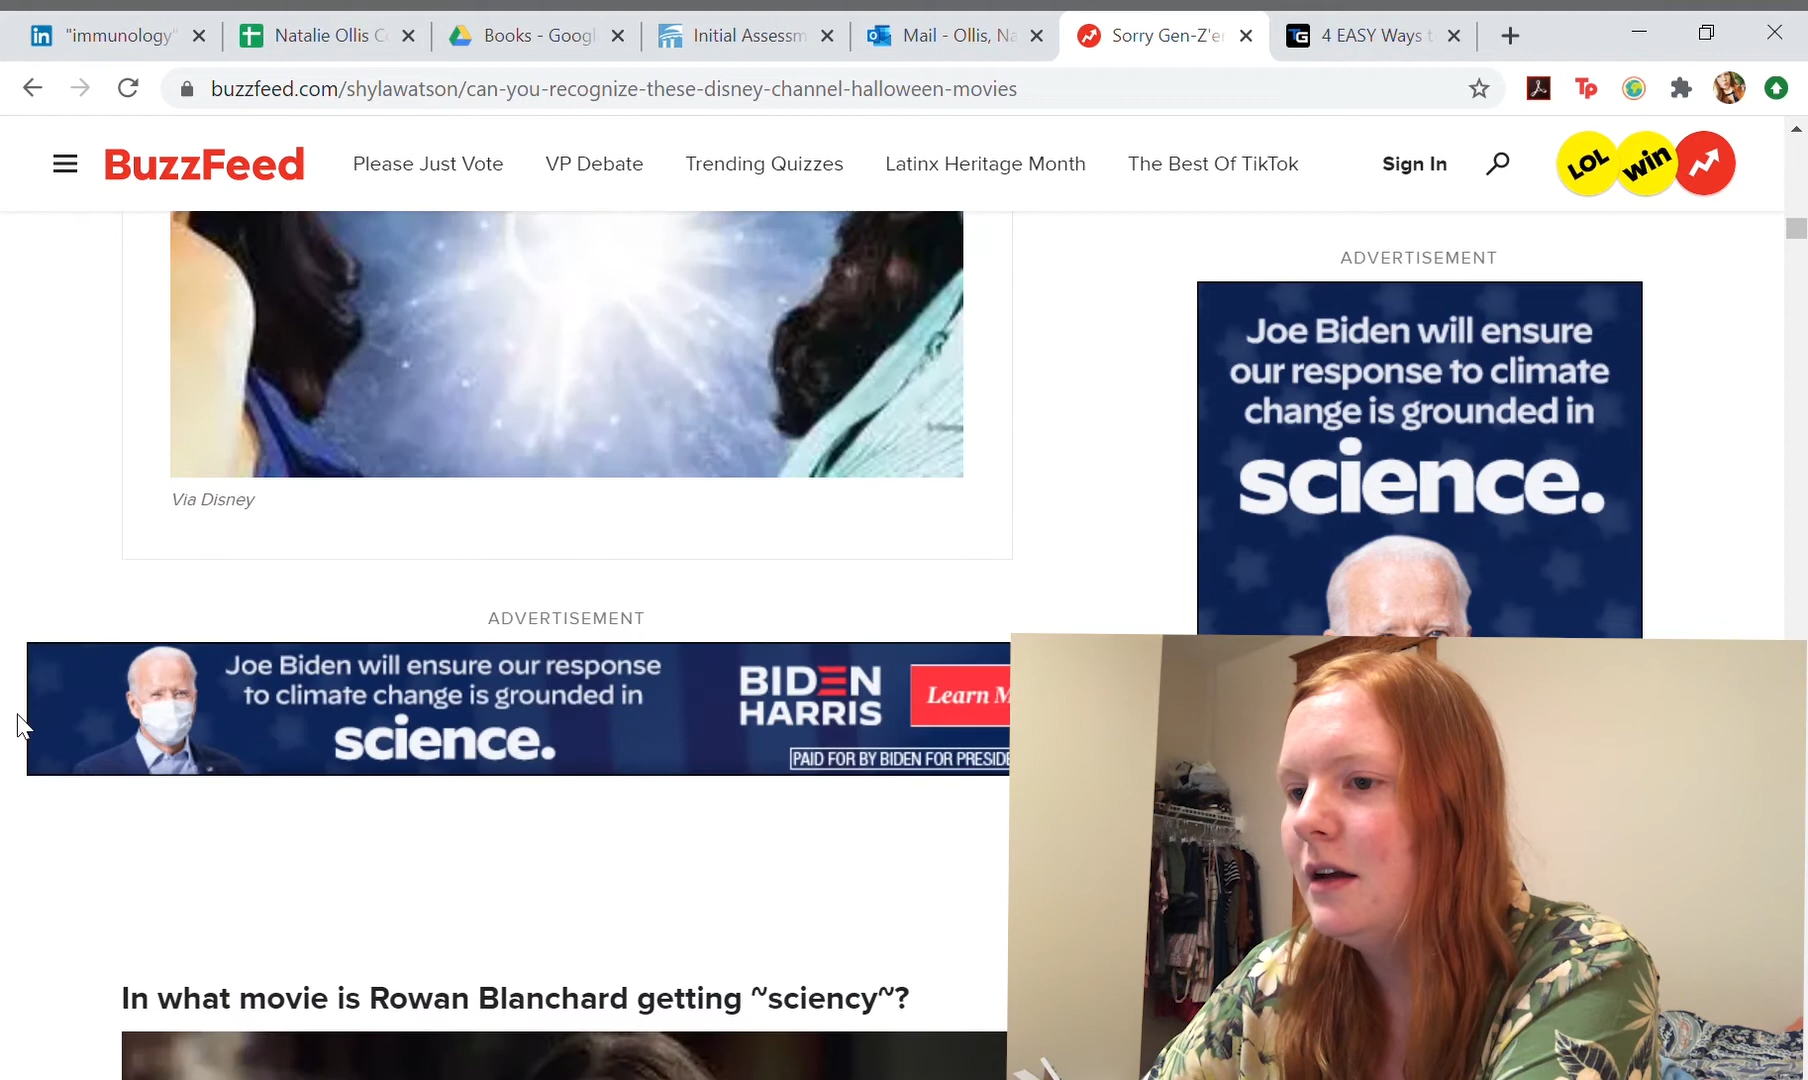 "immunology"
Natalie Ollis C
Books - Googl
Initial Assessm
Mail - Ollis, Na
Sorry Gen-Z'er
4 EASY Ways t
buzzfeed.com/shylawatson/can-you-recognize-these-disney-channel-halloween-movies
BuzzFeed
Please Just Vote
VP Debate
Trending Quizzes
Latinx Heritage Month
The Best Of TikTok
Sign In
LOL
win
Via Disney
ADVERTISEMENT
Joe Biden will ensure
our response to climate
change is grounded in
science.
ADVERTISEMENT
Joe Biden will ensure our response
to climate change is grounded in
science.
BIDEN
HARRIS
Learn M
PAID FOR BY BIDEN FOR PRESIDE
In what movie is Rowan Blanchard getting ~sciency~?